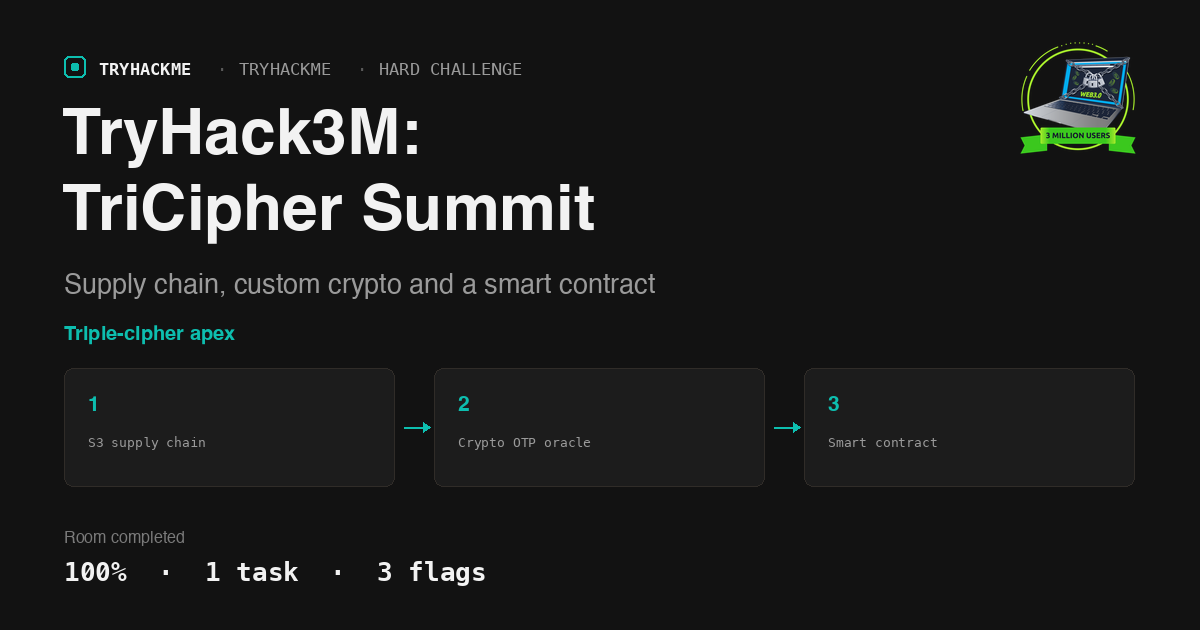 TRYHACKME · TRYHACKME · HARD CHALLENGE
WEB3.0
3 MILLION USERS
TryHack3M:
TriCipher Summit
Supply chain, custom crypto and a smart contract
Triple-cipher apex
1
S3 supply chain
2
Crypto OTP oracle
3
Smart contract
Room completed
100% · 1 task · 3 flags